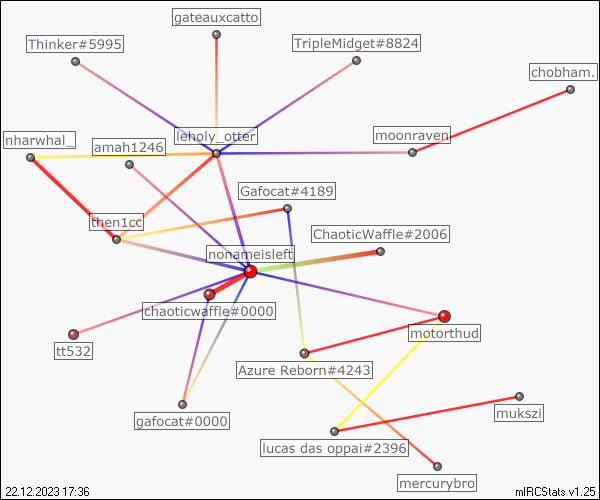 gateauxcatto
Thinker#5995
TripleMidget#8824
chobham.
nharwhal_
leholy_otter
moonraven
amah1246
Gafocat#4189
then1cc
ChaoticWaffle#2006
nonameisleft
chaoticwaffle#0000
motorthud
tt532
Azure Reborn#4243
gafocat#0000
mukszi
lucas das oppai#2396
mercurybro
22.12.2023 17:36
mIRCStats v1.25